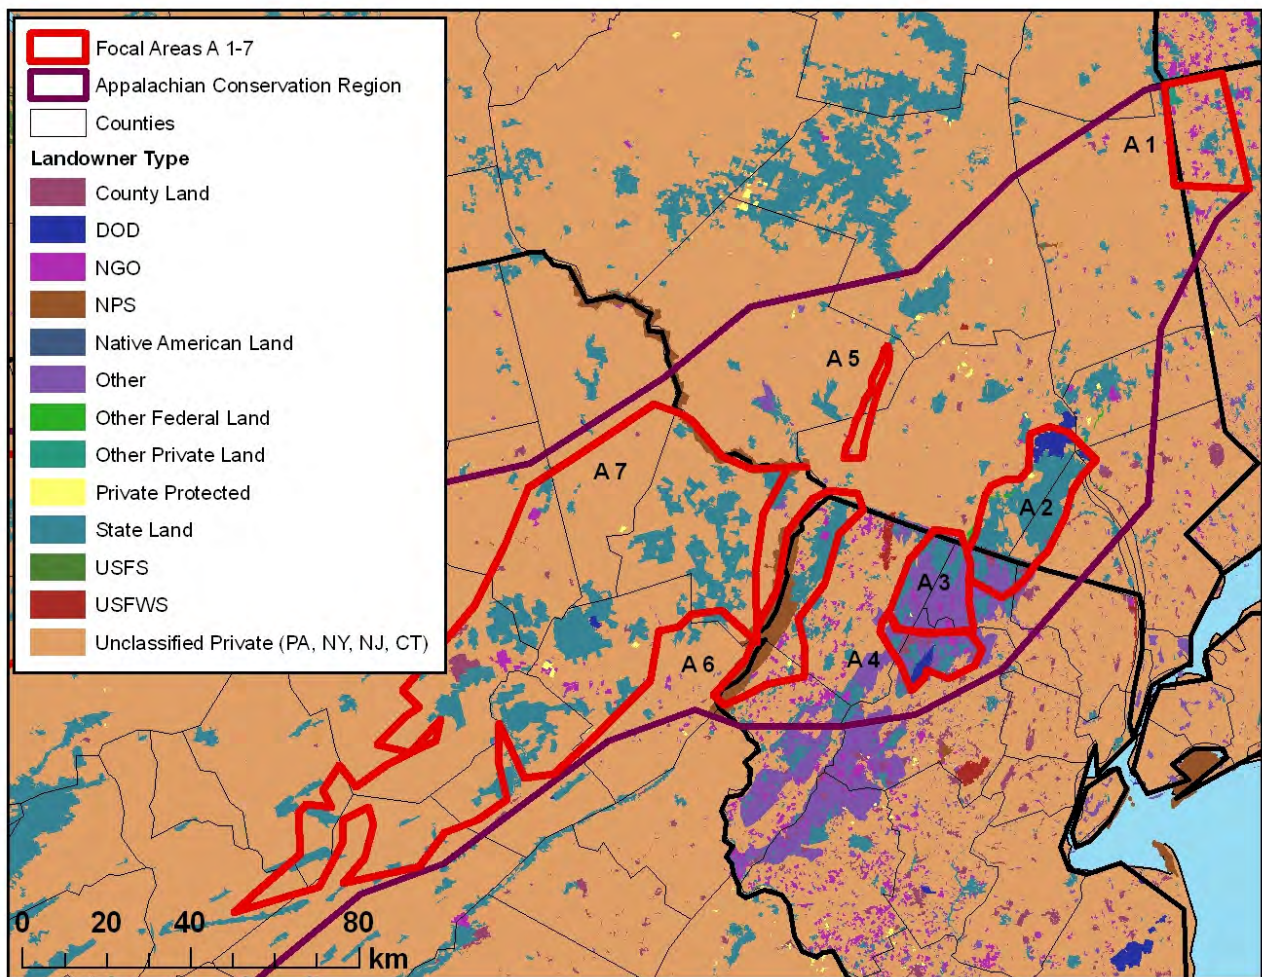 Focal Areas A 1-7
Appalachian Conservation Region
Counties
Landowner Type
County Land
DOD
NGO
NPS
Native American Land
Other
Other Federal Land
Other Private Land
Private Protected
State Land
USFS
USFWS
Unclassified Private (PA, NY, NJ, CT)
A 1
A 5
A 7
A 2
A 3
A 4
A 6
0 20 40 80
km